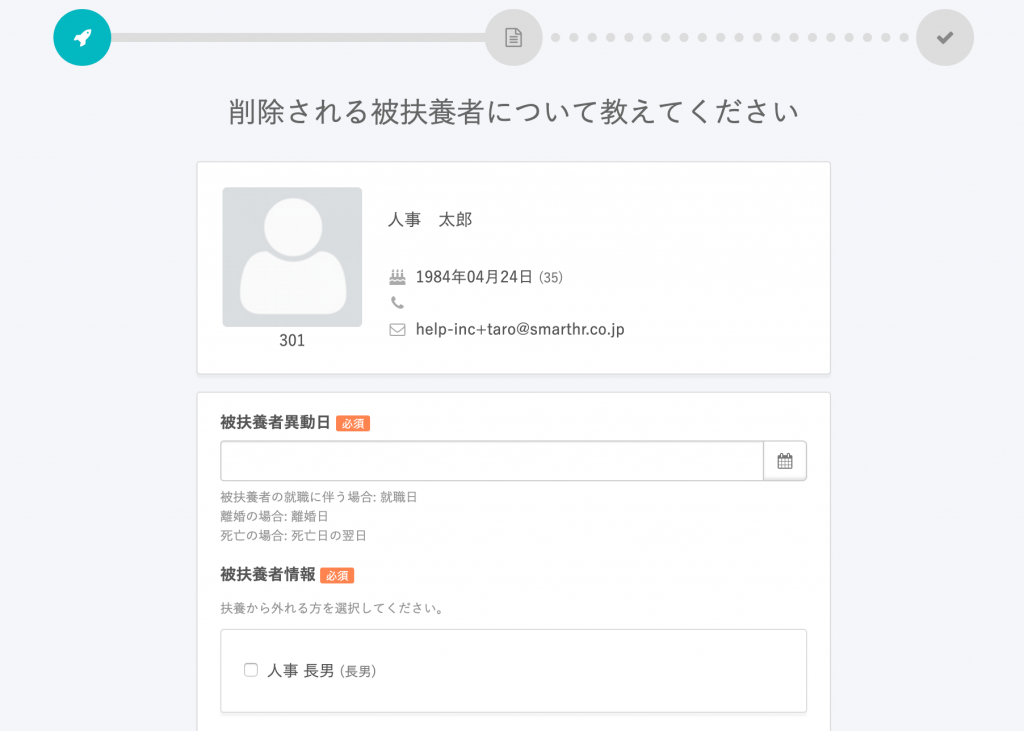 削除される被扶養者について教えてください
人事　太郎
1984年04月24日 (35)
help-inc+taro@smarthr.co.jp
301
被扶養者異動日 必須
被扶養者の就職に伴う場合: 就職日
離婚の場合: 離婚日
死亡の場合: 死亡日の翌日
被扶養者情報 必須
扶養から外れる方を選択してください。
人事 長男 (長男)